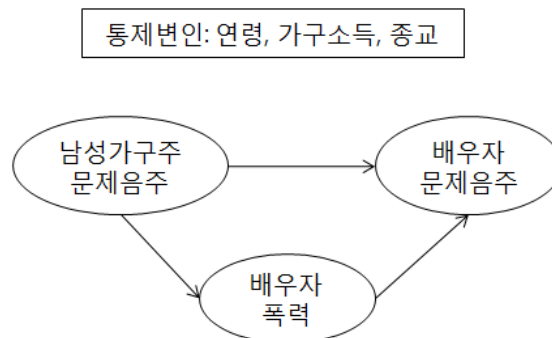 통제변인: 연령, 가구소득, 종교
남성가구주
문제음주
배우자
문제음주
배우자
폭력